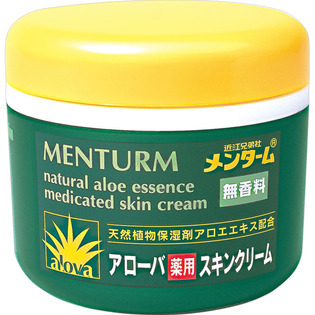 近江兄弟社
メンターム®
MENTURM
natural aloe essence
medicated skin cream
無香料
天然植物保湿剤アロエエキス配合
alova
アローバ薬用スキンクリーム